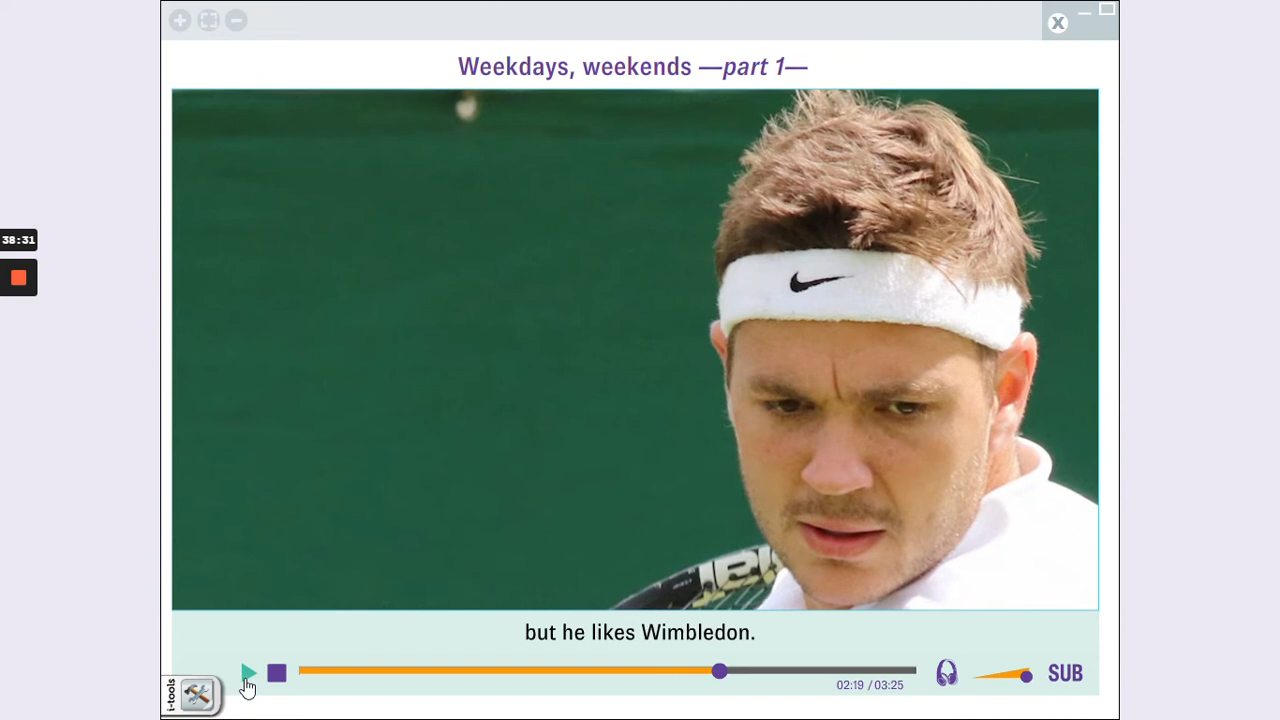 X
Weekdays, weekends —part 1—
38:31
but he likes Wimbledon.
02:19 / 03:25
SUB
i-tools